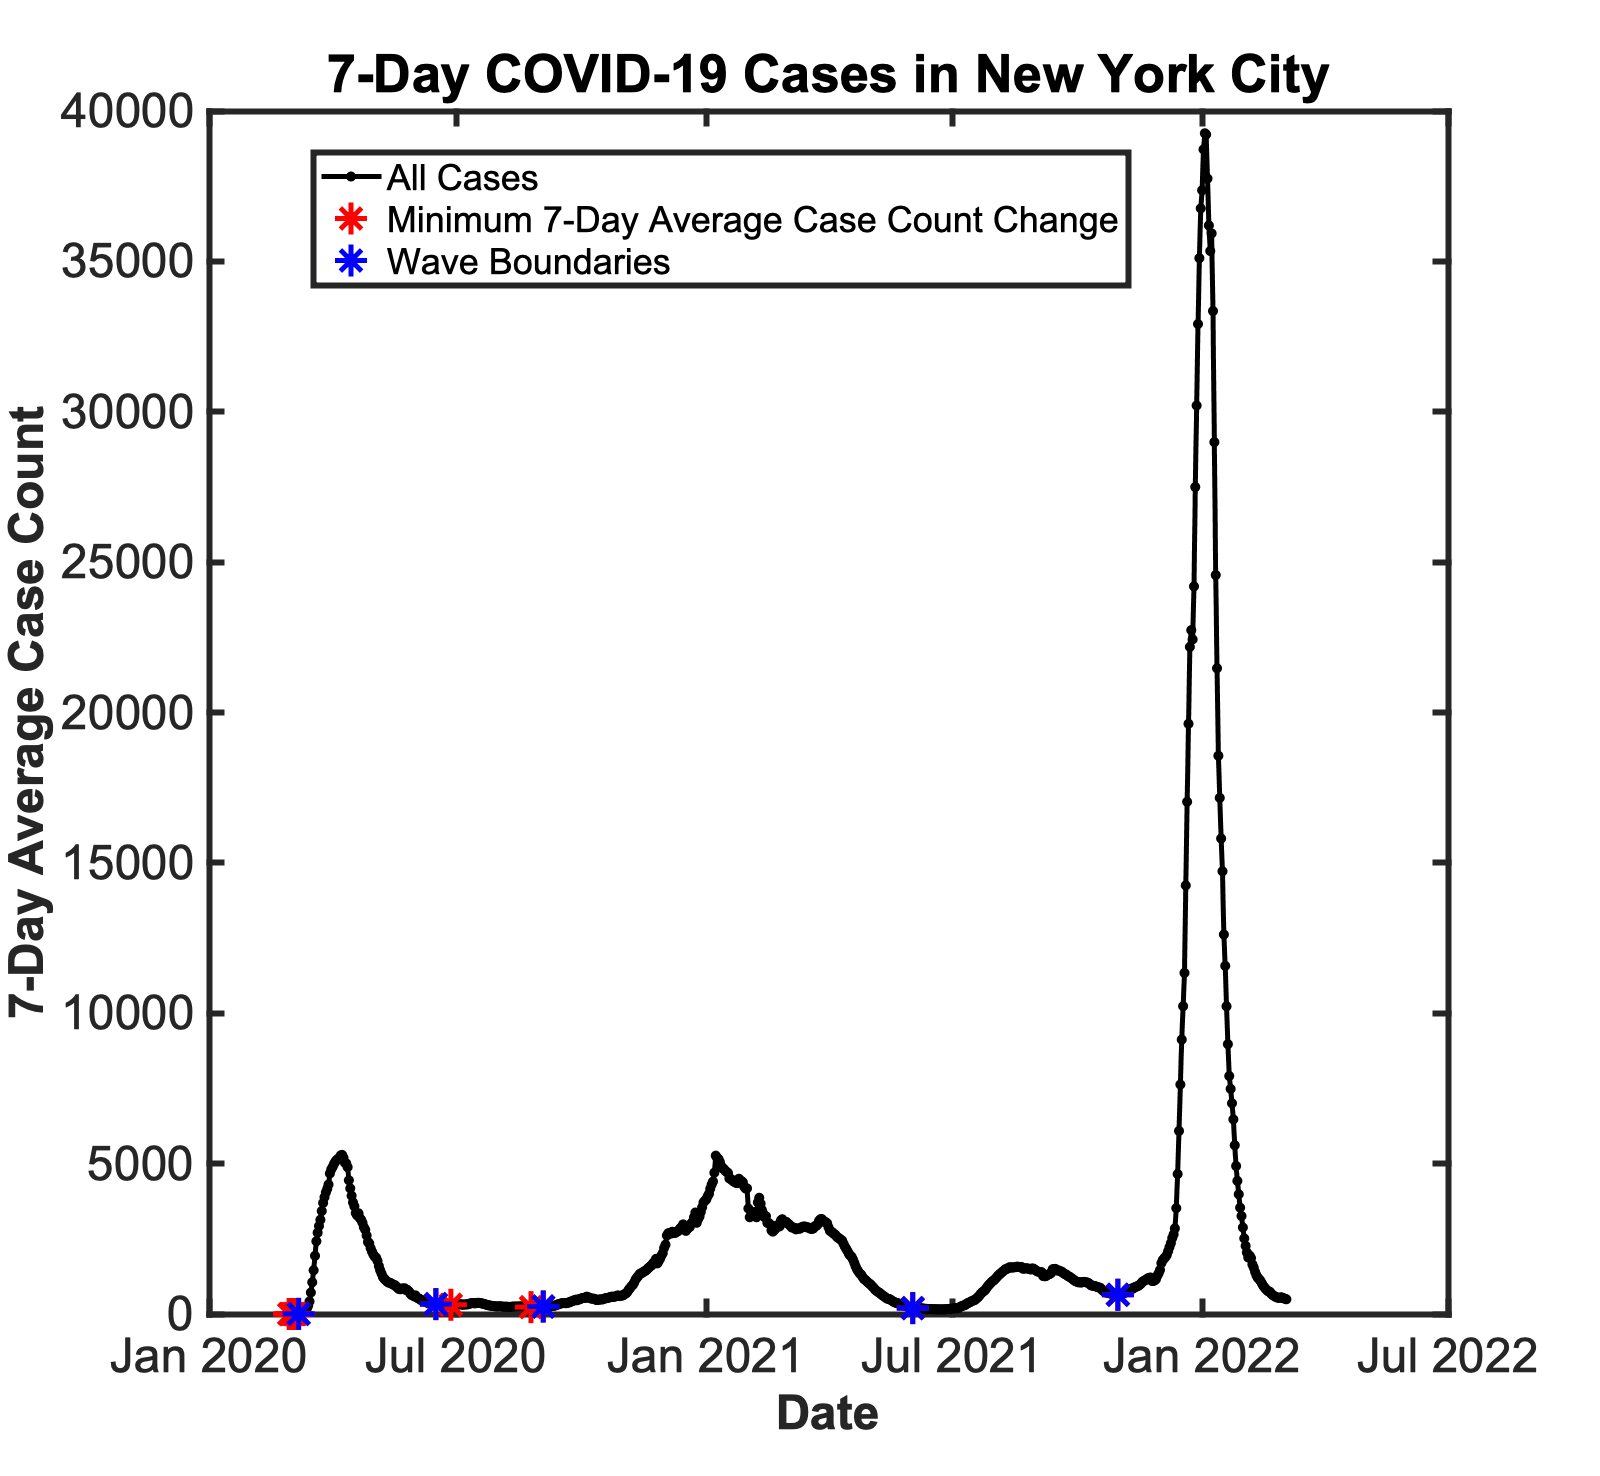 7-Day COVID-19 Cases in New York City
All Cases
Minimum 7-Day Average Case Count Change
Wave Boundaries
7-Day Average Case Count
40000
35000
30000
25000
20000
15000
10000
5000
0
Jan 2020 Jul 2020 Jan 2021 Jul 2021 Jan 2022 Jul 2022
Date